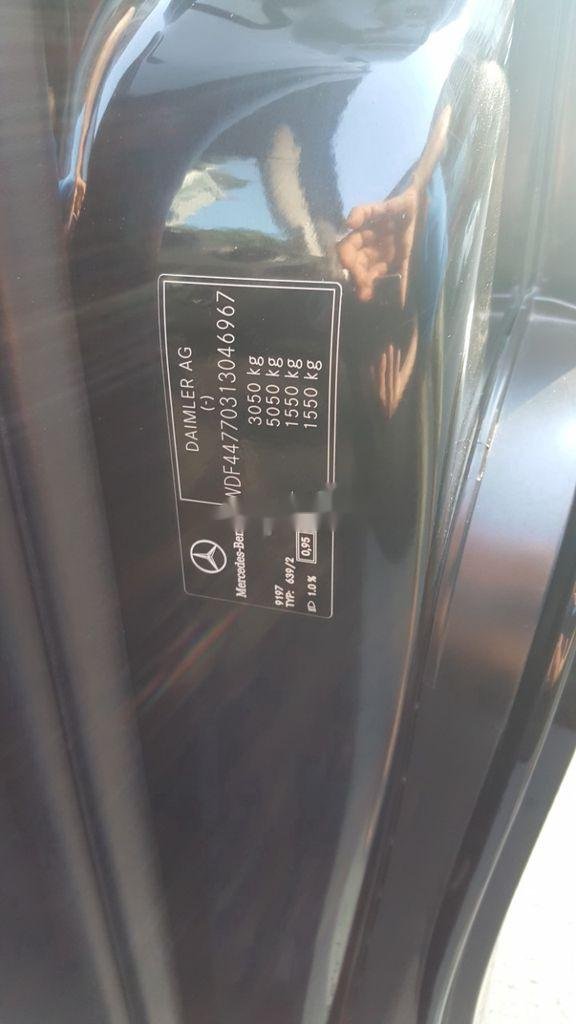 DAIMLER AG
(-)
WDF44770313046967
3050 kg
5050 kg
1550 kg
1550 kg
9197
TYP: 639/2
0,95
1.0 %